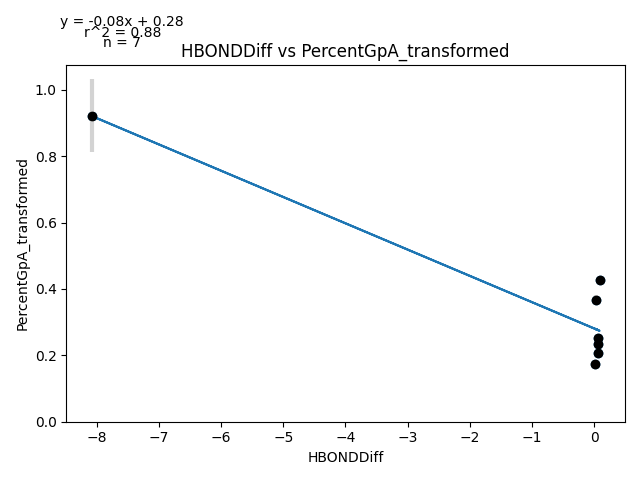 y = -0.08x + 0.28
r^2 = 0.88
n = 7
HBONDDiff vs PercentGpA_transformed
1.0
0.8
0.6
0.4
0.2
0.0
PercentGpA_transformed
−8
−7
−6
−5
−4
−3
−2
−1
0
HBONDDiff